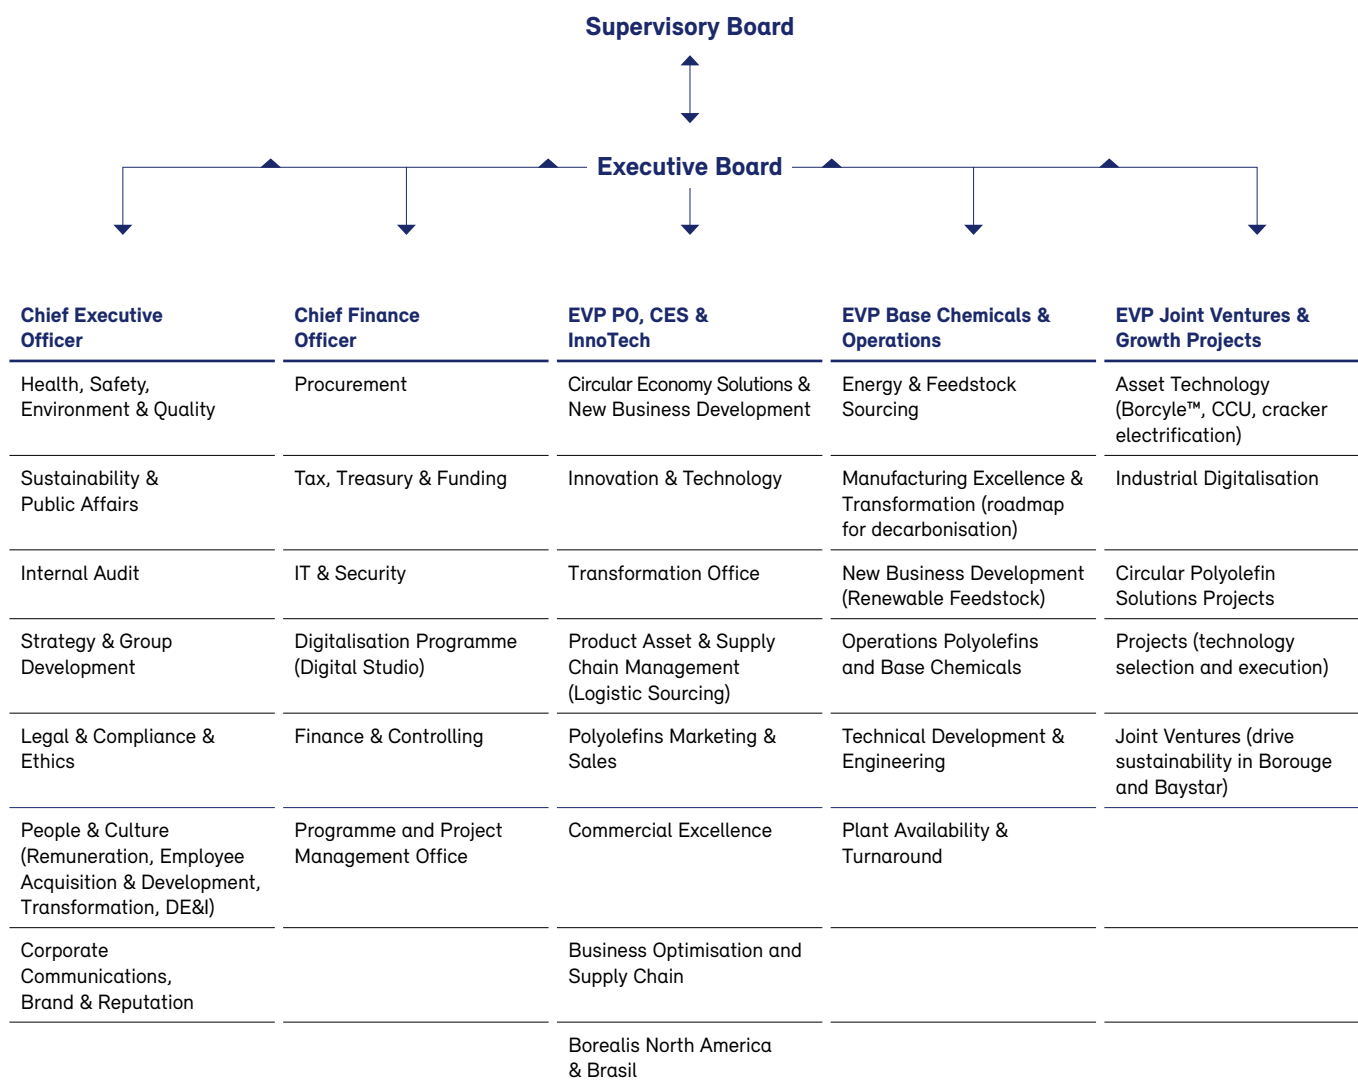 Supervisory Board
Executive Board
Chief Executive
Officer
Health, Safety,
Environment & Quality
Sustainability &
Public Affairs
Internal Audit
Strategy & Group
Development
Legal & Compliance &
Ethics
People & Culture
(Remuneration, Employee
Acquisition & Development,
Transformation, DE&I)
Corporate
Communications,
Brand & Reputation
Chief Finance
Officer
Procurement
Tax, Treasury & Funding
IT & Security
Digitalisation Programme
(Digital Studio)
Finance & Controlling
Programme and Project
Management Office
EVP PO, CES &
InnoTech
Circular Economy Solutions &
New Business Development
Innovation & Technology
Transformation Office
Product Asset & Supply
Chain Management
(Logistic Sourcing)
Polyolefins Marketing &
Sales
Commercial Excellence
Business Optimisation and
Supply Chain
Borealis North America
& Brasil
EVP Base Chemicals &
Operations
Energy & Feedstock
Sourcing
Manufacturing Excellence &
Transformation (roadmap
for decarbonisation)
New Business Development
(Renewable Feedstock)
Operations Polyolefins
and Base Chemicals
Technical Development &
Engineering
Plant Availability &
Turnaround
EVP Joint Ventures &
Growth Projects
Asset Technology
(Borcyle™, CCU, cracker
electrification)
Industrial Digitalisation
Circular Polyolefin
Solutions Projects
Projects (technology
selection and execution)
Joint Ventures (drive
sustainability in Borouge
and Baystar)